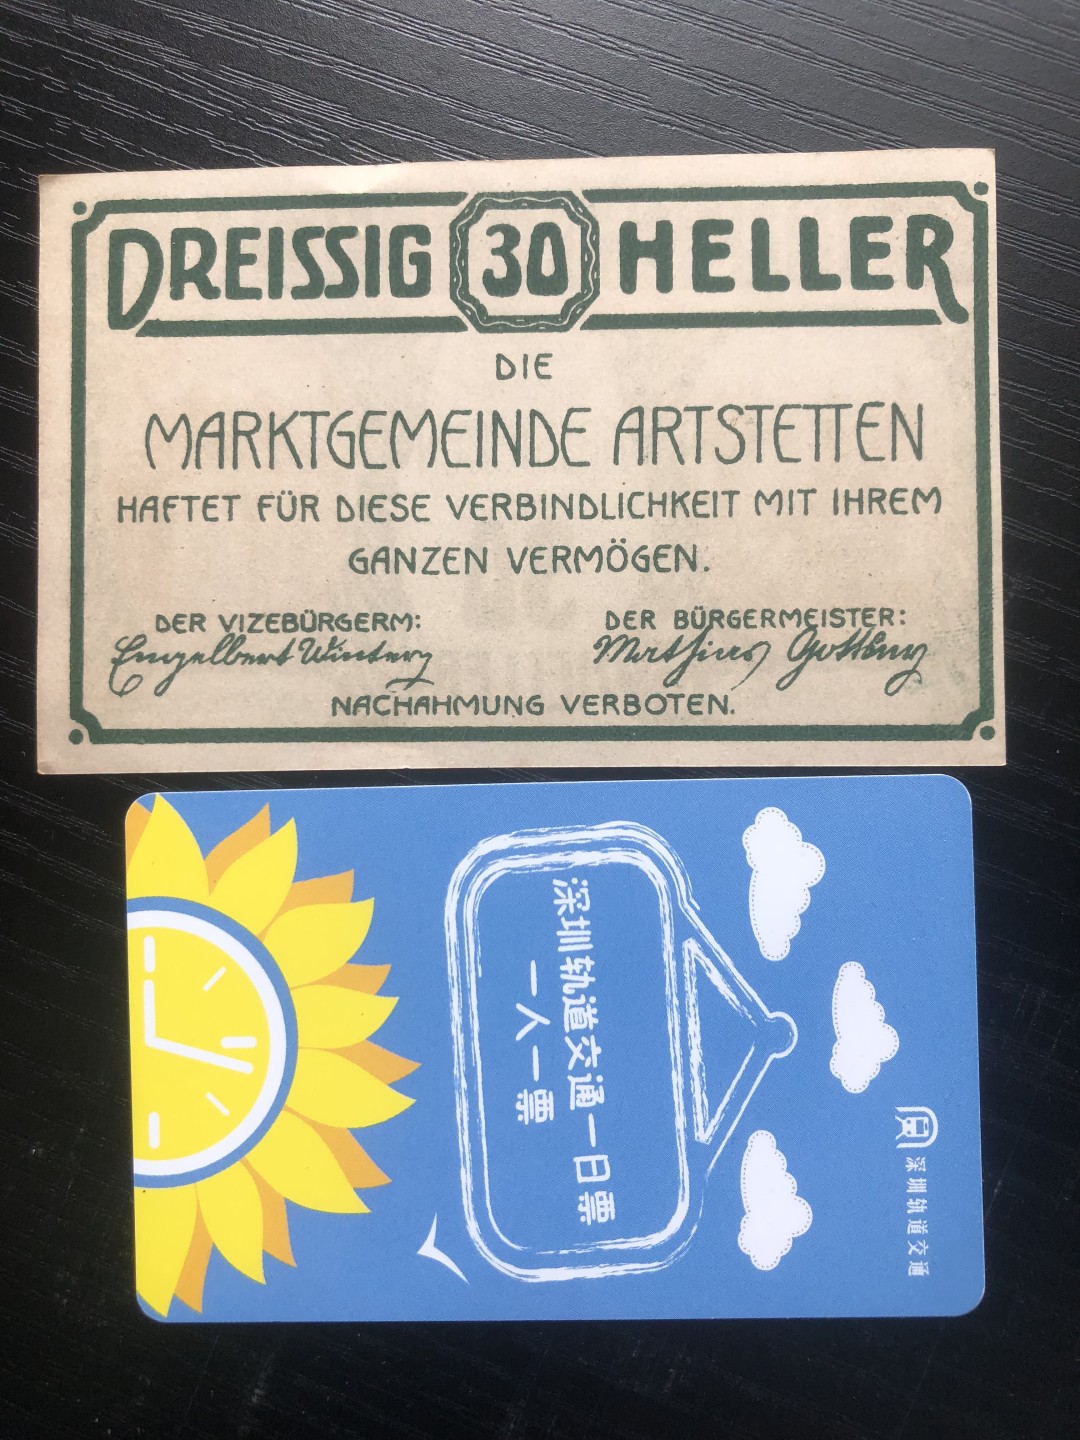 DREISSIG 30 HELLER
DIE
MARKTGEMEINDE ARTSTETTEN
HAFTET FÜR DIESE VERBINDLICHKEIT MIT IHREM
GANZEN VERMÖGEN.
DER VIZEBÜRGERM: DER BÜRGERMEISTER:
Engelbert Mathias
NACHAHMUNG VERBOTEN.
深圳轨道交通
深圳轨道交通一日票
一人一票